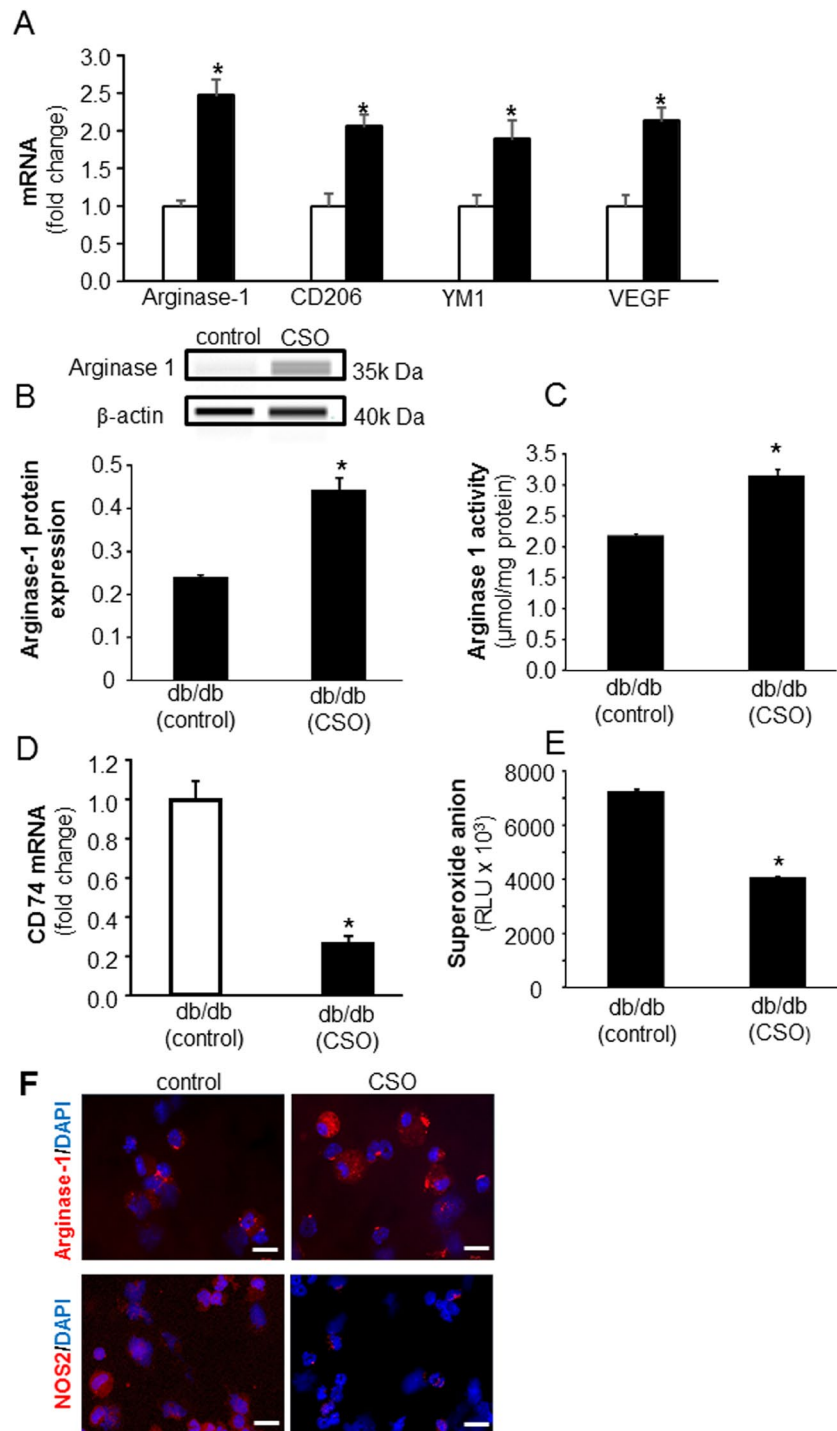 A
mRNA
(fold change)
3.0
2.5
2.0
1.5
1.0
0.5
0.0
*
*
*
*
Arginase-1 CD206 YM1 VEGF
control CSO
Arginase 1 35k Da
β-actin 40k Da
B
Arginase-1 protein
expression
0.5
0.4
0.3
0.2
0.1
0
*
db/db db/db
(control) (CSO)
C
Arginase 1 activity
(µmol/mg protein)
3.5
3.0
2.5
2.0
1.5
1.0
0.5
0.0
*
db/db db/db
(control) (CSO)
D
CD74 mRNA
(fold change)
1.2
1.0
0.8
0.6
0.4
0.2
0.0
*
db/db db/db
(control) (CSO)
E
Superoxide anion
(RLU x 10³)
8000
6000
4000
2000
0
*
db/db db/db
(control) (CSO)
F
control CSO
Arginase-1/DAPI
NOS2/DAPI